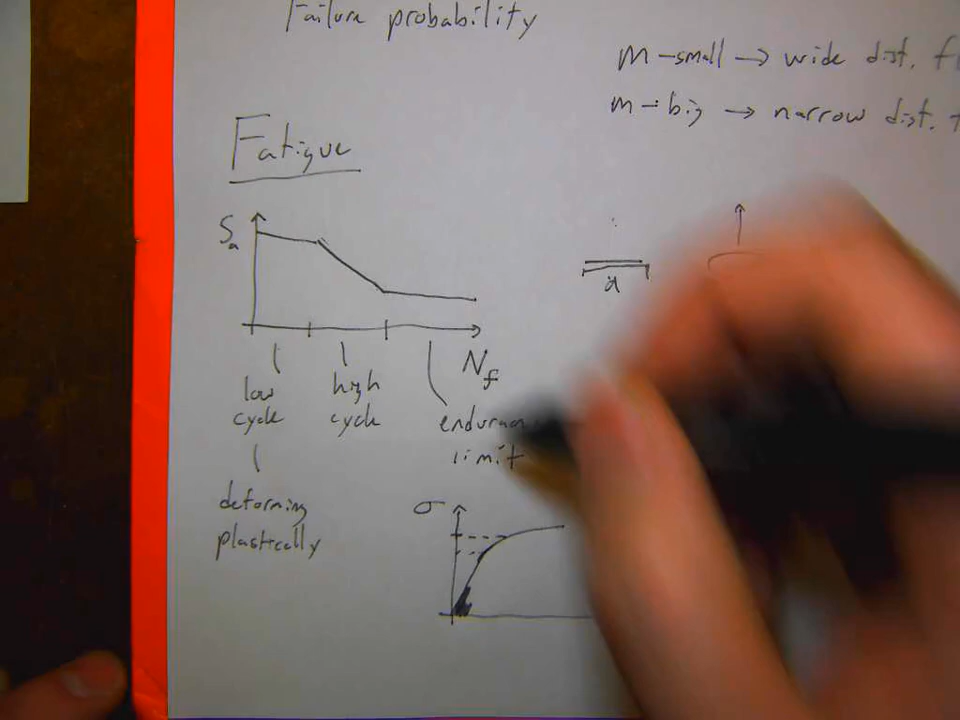 Failure probability
m - small → wide dist.
m - big → narrow dist.
Fatigue
Sa
Nf
low cycle
high cycle
endurance limit
deforming plastically
d
σ